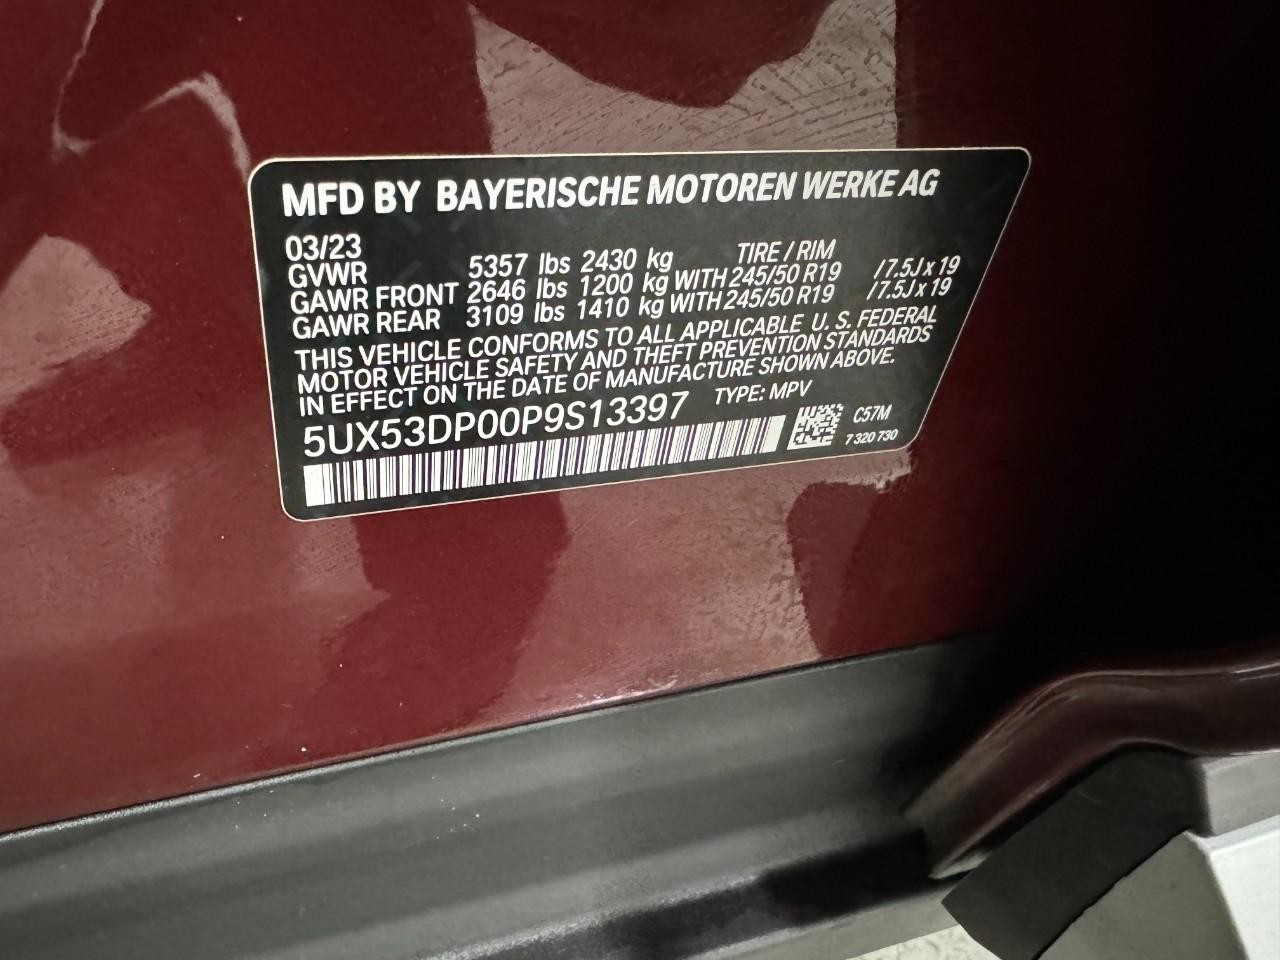 MFD BY BAYERISCHE MOTOREN WERKE AG
03/23 TIRE / RIM
GVWR 5357 lbs 2430 kg
GAWR FRONT 2646 lbs 1200 kg WITH 245/50 R19 /7.5J x 19
GAWR REAR 3109 lbs 1410 kg WITH 245/50 R19 /7.5J x 19
THIS VEHICLE CONFORMS TO ALL APPLICABLE U. S. FEDERAL
MOTOR VEHICLE SAFETY AND THEFT PREVENTION STANDARDS
IN EFFECT ON THE DATE OF MANUFACTURE SHOWN ABOVE.
5UX53DP00P9S13397 TYPE: MPV
C57M
7 320 730